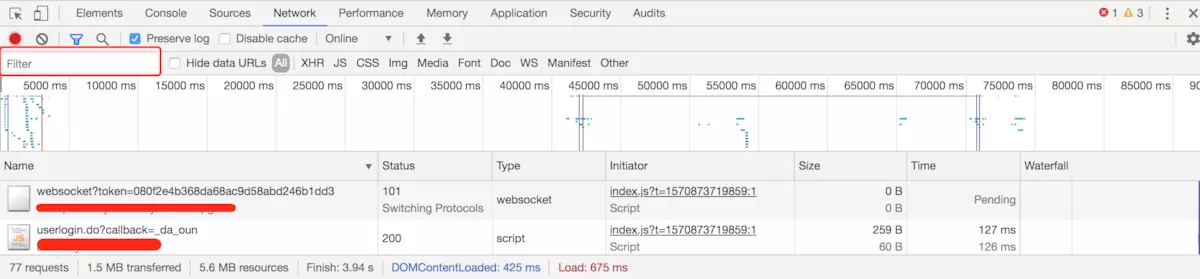 Elements Console Sources Network Performance Memory Application Security Audits 1 3
Preserve log Disable cache Online
Filter Hide data URLs All XHR JS CSS Img Media Font Doc WS Manifest Other
5000 ms 10000 ms 15000 ms 20000 ms 25000 ms 30000 ms 35000 ms 40000 ms 45000 ms 50000 ms 55000 ms 60000 ms 65000 ms 70000 ms 75000 ms 80000 ms 85000 ms 90
Name Status Type Initiator Size Time Waterfall
websocket?token=080f2e4b368da68ac9d58abd246b1dd3 101 websocket index.js?t=1570873719859:1 0 B Pending
Switching Protocols Script 0 B
userlogin.do?callback=_da_oun 200 script index.js?t=1570873719859:1 259 B 127 ms
JS Script 60 B 126 ms
77 requests 1.5 MB transferred 5.6 MB resources Finish: 3.94 s DOMContentLoaded: 425 ms Load: 675 ms